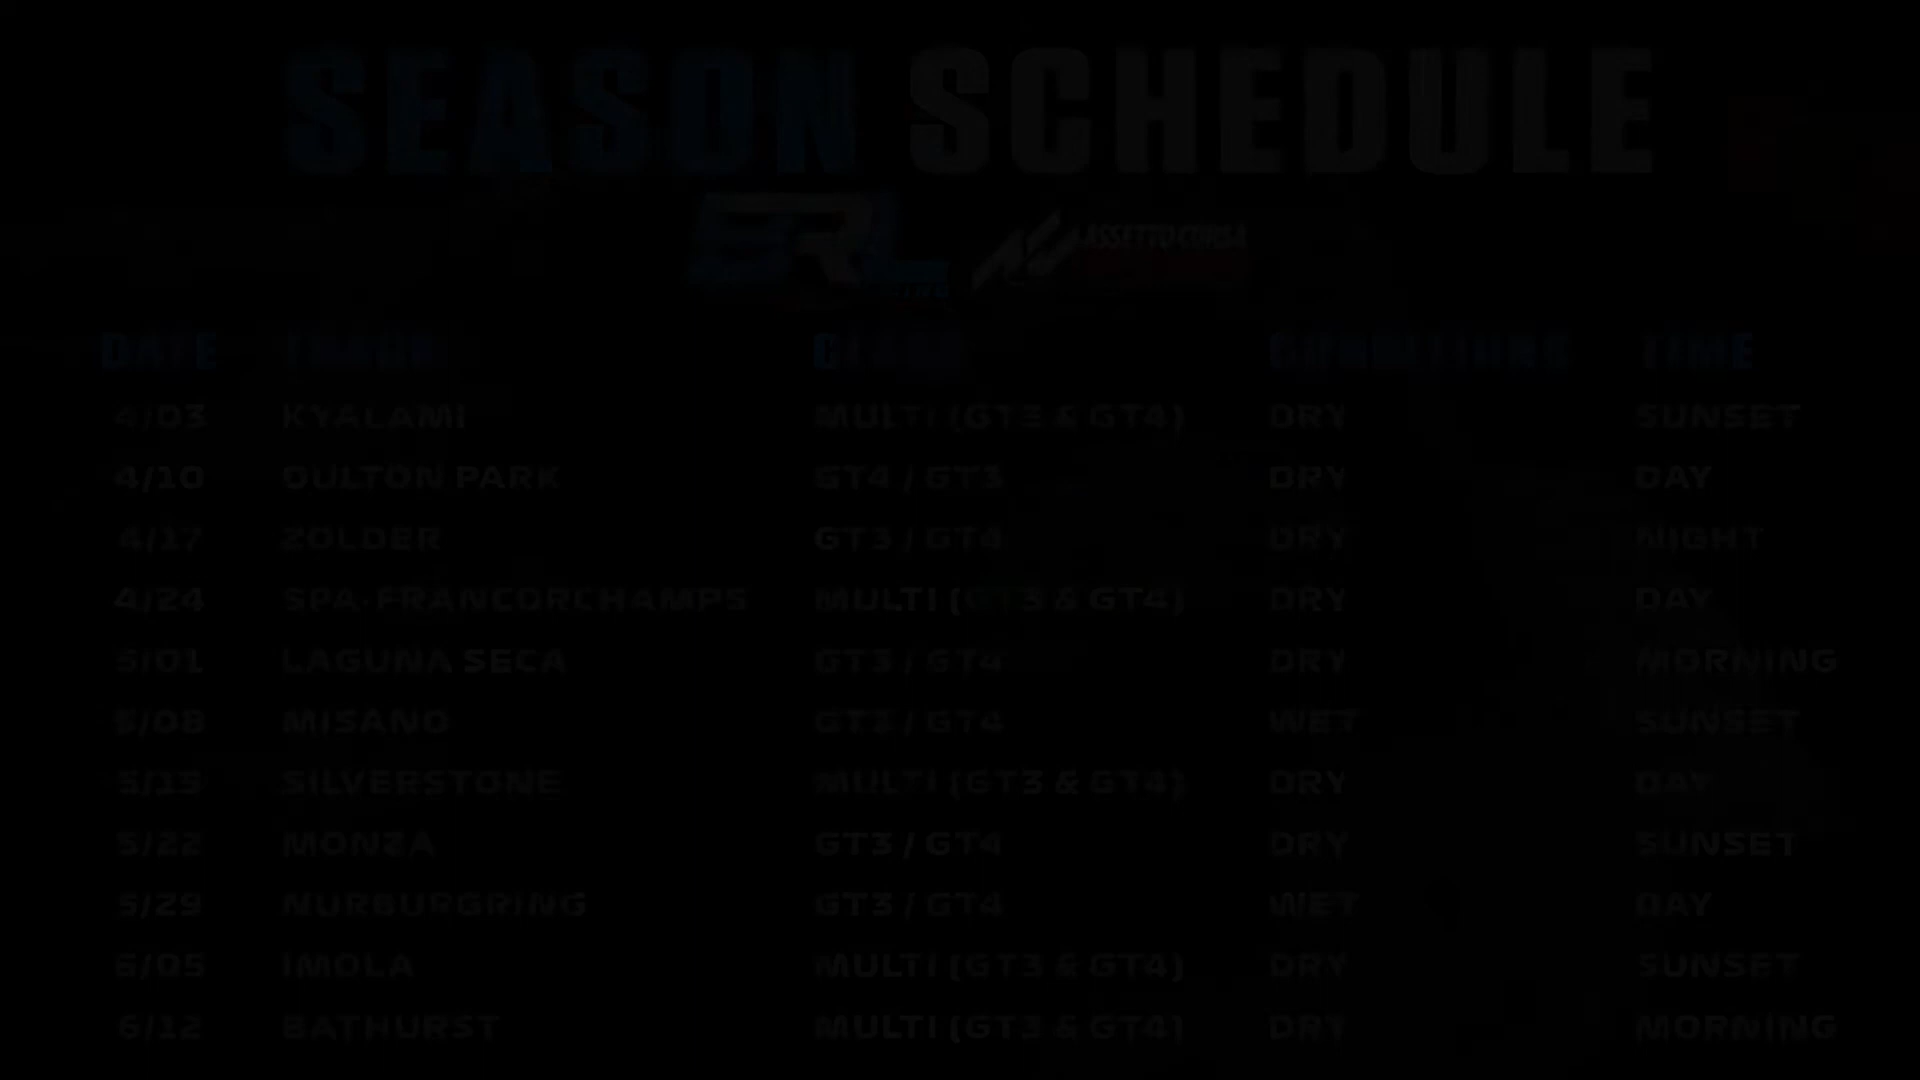 SEASON SCHEDULE
ASSETTO CORSA
DATE TRACK CLASS CONDITIONS TIME
4/03 KYALAMI MULTI (GT3 & GT4) DRY SUNSET
4/10 OULTON PARK GT4 / GT3 DRY DAY
4/17 ZOLDER GT3 / GT4 DRY NIGHT
4/24 SPA-FRANCORCHAMPS MULTI (GT3 & GT4) DRY DAY
5/01 LAGUNA SECA GT3 / GT4 DRY MORNING
5/08 MISANO GT3 / GT4 WET SUNSET
SILVERSTONE MULTI (GT3 & GT4) DRY DAY
5/22 MONZA GT3 / GT4 DRY SUNSET
5/29 NURBURGRING GT3 / GT4 WET DAY
6/05 IMOLA MULTI (GT3 & GT4) DRY SUNSET
6/12 BATHURST MULTI (GT3 & GT4) DRY MORNING